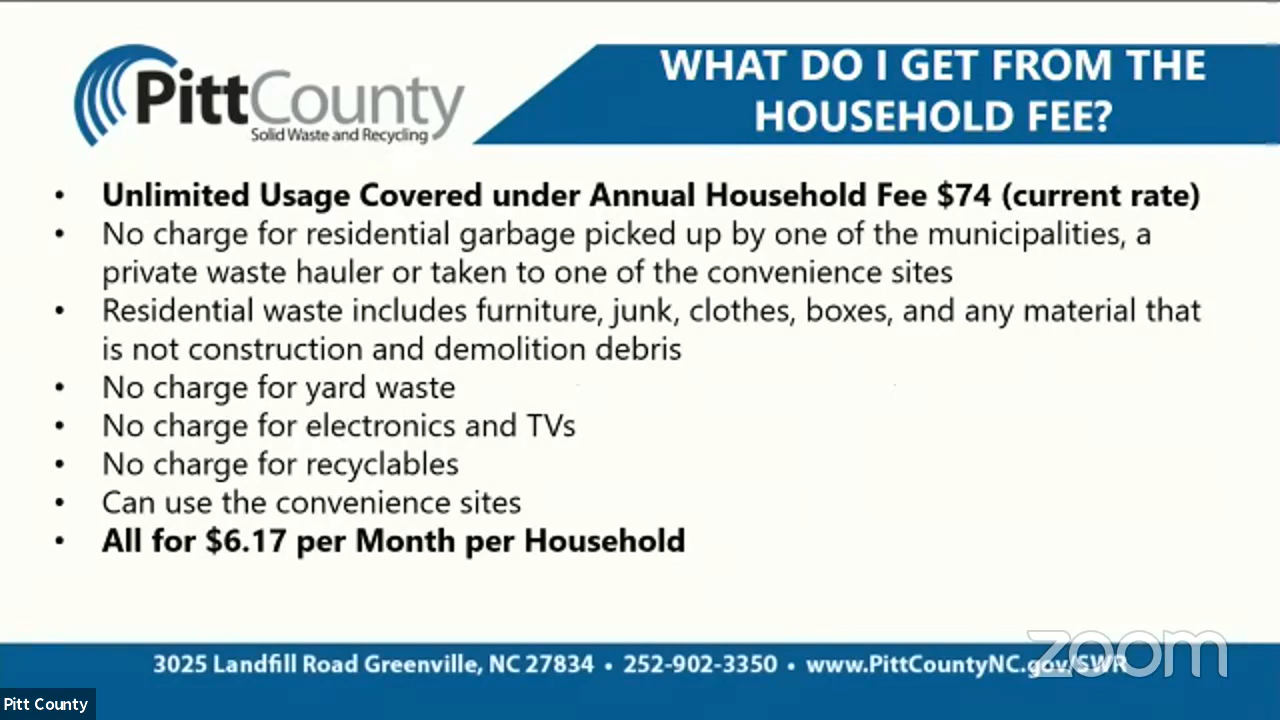 PittCounty
Solid Waste and Recycling
WHAT DO I GET FROM THE
HOUSEHOLD FEE?
• Unlimited Usage Covered under Annual Household Fee $74 (current rate)
• No charge for residential garbage picked up by one of the municipalities, a
private waste hauler or taken to one of the convenience sites
• Residential waste includes furniture, junk, clothes, boxes, and any material that
is not construction and demolition debris
• No charge for yard waste
• No charge for electronics and TVs
• No charge for recyclables
• Can use the convenience sites
• All for $6.17 per Month per Household
3025 Landfill Road Greenville, NC 27834 • 252-902-3350 • www.PittCountyNC.gov/SWR
zoom
Pitt County